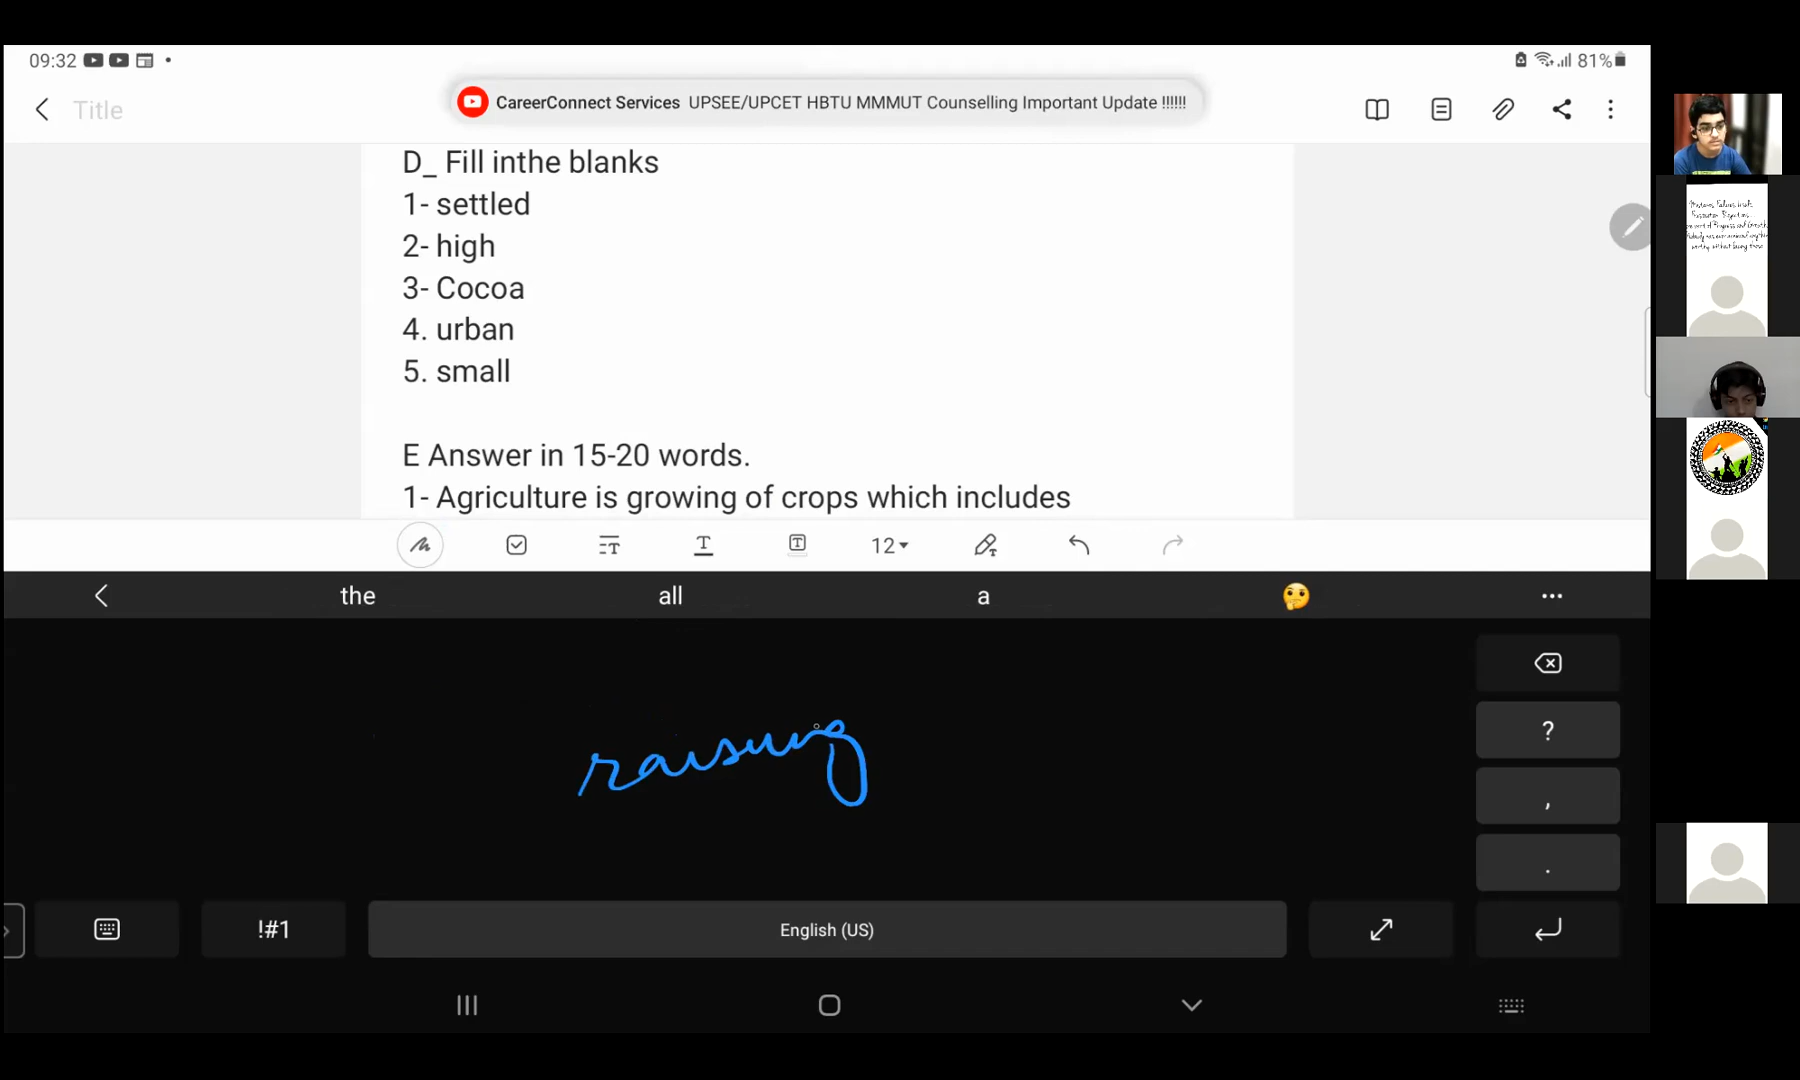 09:32
81%
Title
CareerConnect Services UPSEE/UPCET HBTU MMMUT Counselling Important Update !!!!!!
D_ Fill inthe blanks
1- settled
2- high
3- Cocoa
4. urban
5. small
E Answer in 15-20 words.
1- Agriculture is growing of crops which includes
12
the all a
raising
?
,
.
!#1
English (US)